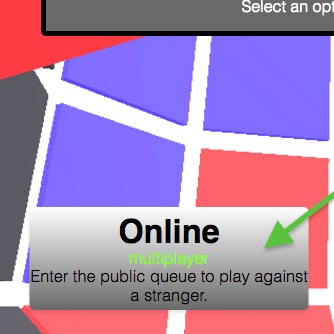 Select an opt
Online
multiplayer
Enter the public queue to play against
a stranger.